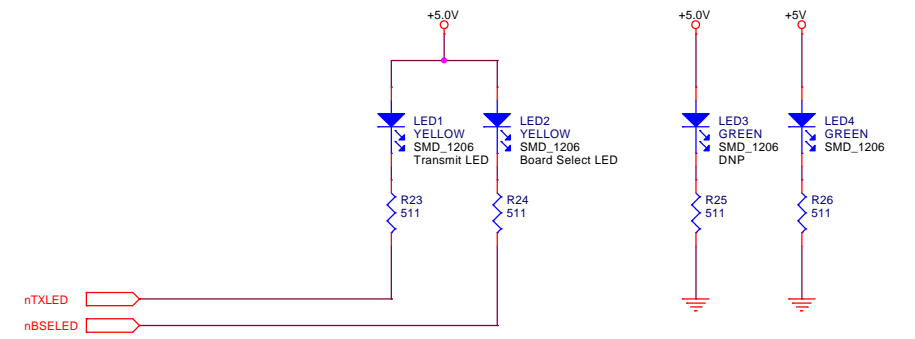 +5.0V
+5.0V
+5V
LED1
YELLOW
SMD_1206
Transmit LED
LED2
YELLOW
SMD_1206
Board Select LED
LED3
GREEN
SMD_1206
DNP
LED4
GREEN
SMD_1206
R23
511
R24
511
R25
511
R26
511
nTXLED
nBSELED